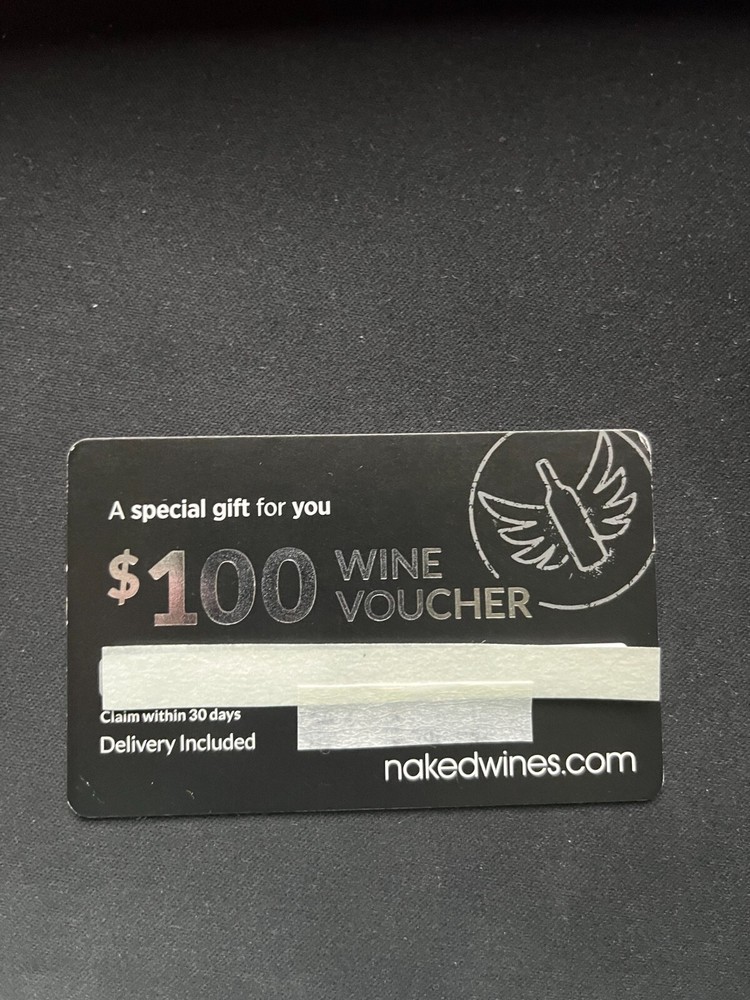 A special gift for you
$100 WINE
VOUCHER
Claim within 30 days
Delivery Included
nakedwines.com